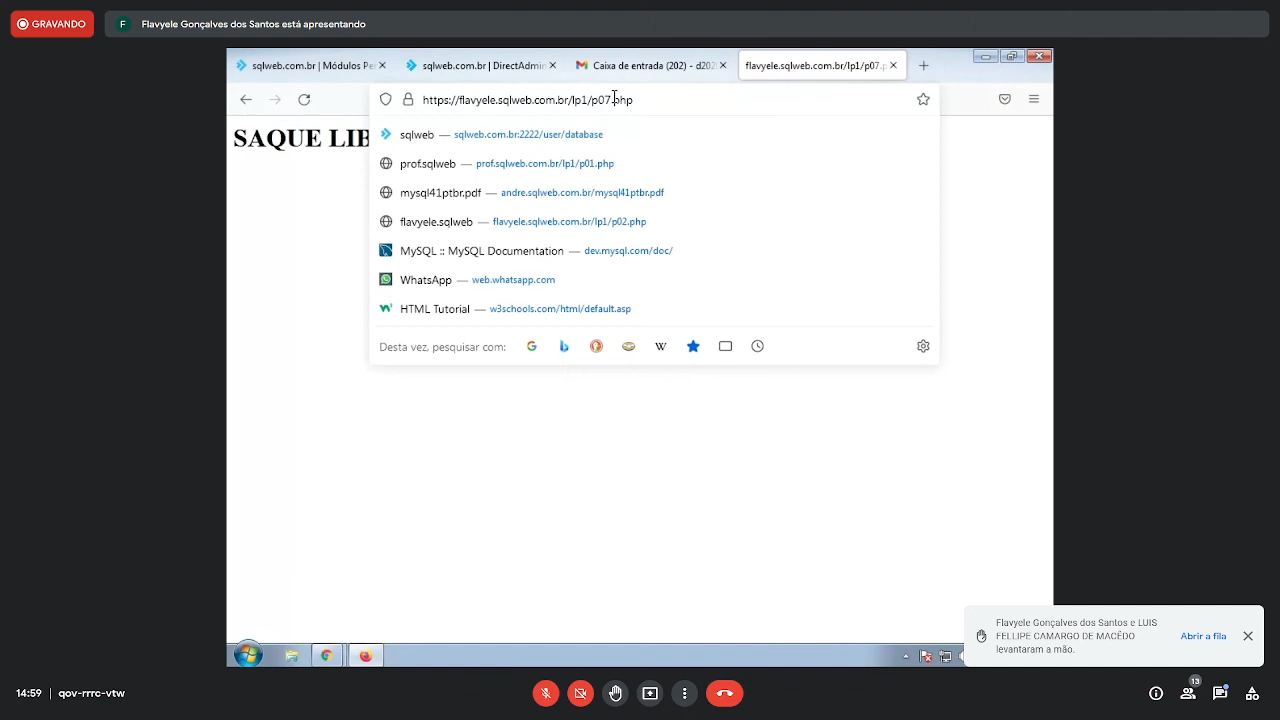 GRAVANDO
F
Flavyele Gonçalves dos Santos está apresentando
sqlweb.com.br | Módulos Pe
sqlweb.com.br | DirectAdmin
Caixa de entrada (202) - d202
flavyele.sqlweb.com.br/lp1/p07.p
https://flavyele.sqlweb.com.br/lp1/p07.php
SAQUE LIB
sqlweb — sqlweb.com.br:2222/user/database
prof.sqlweb — prof.sqlweb.com.br/lp1/p01.php
mysql41ptbr.pdf — andre.sqlweb.com.br/mysql41ptbr.pdf
flavyele.sqlweb — flavyele.sqlweb.com.br/lp1/p02.php
MySQL :: MySQL Documentation — dev.mysql.com/doc/
WhatsApp — web.whatsapp.com
HTML Tutorial — w3schools.com/html/default.asp
Desta vez, pesquisar com:
Flavyele Gonçalves dos Santos e LUIS
FELLIPE CAMARGO DE MACÊDO
levantaram a mão.
Abrir a fila
14:59 | qov-rrrc-vtw
13